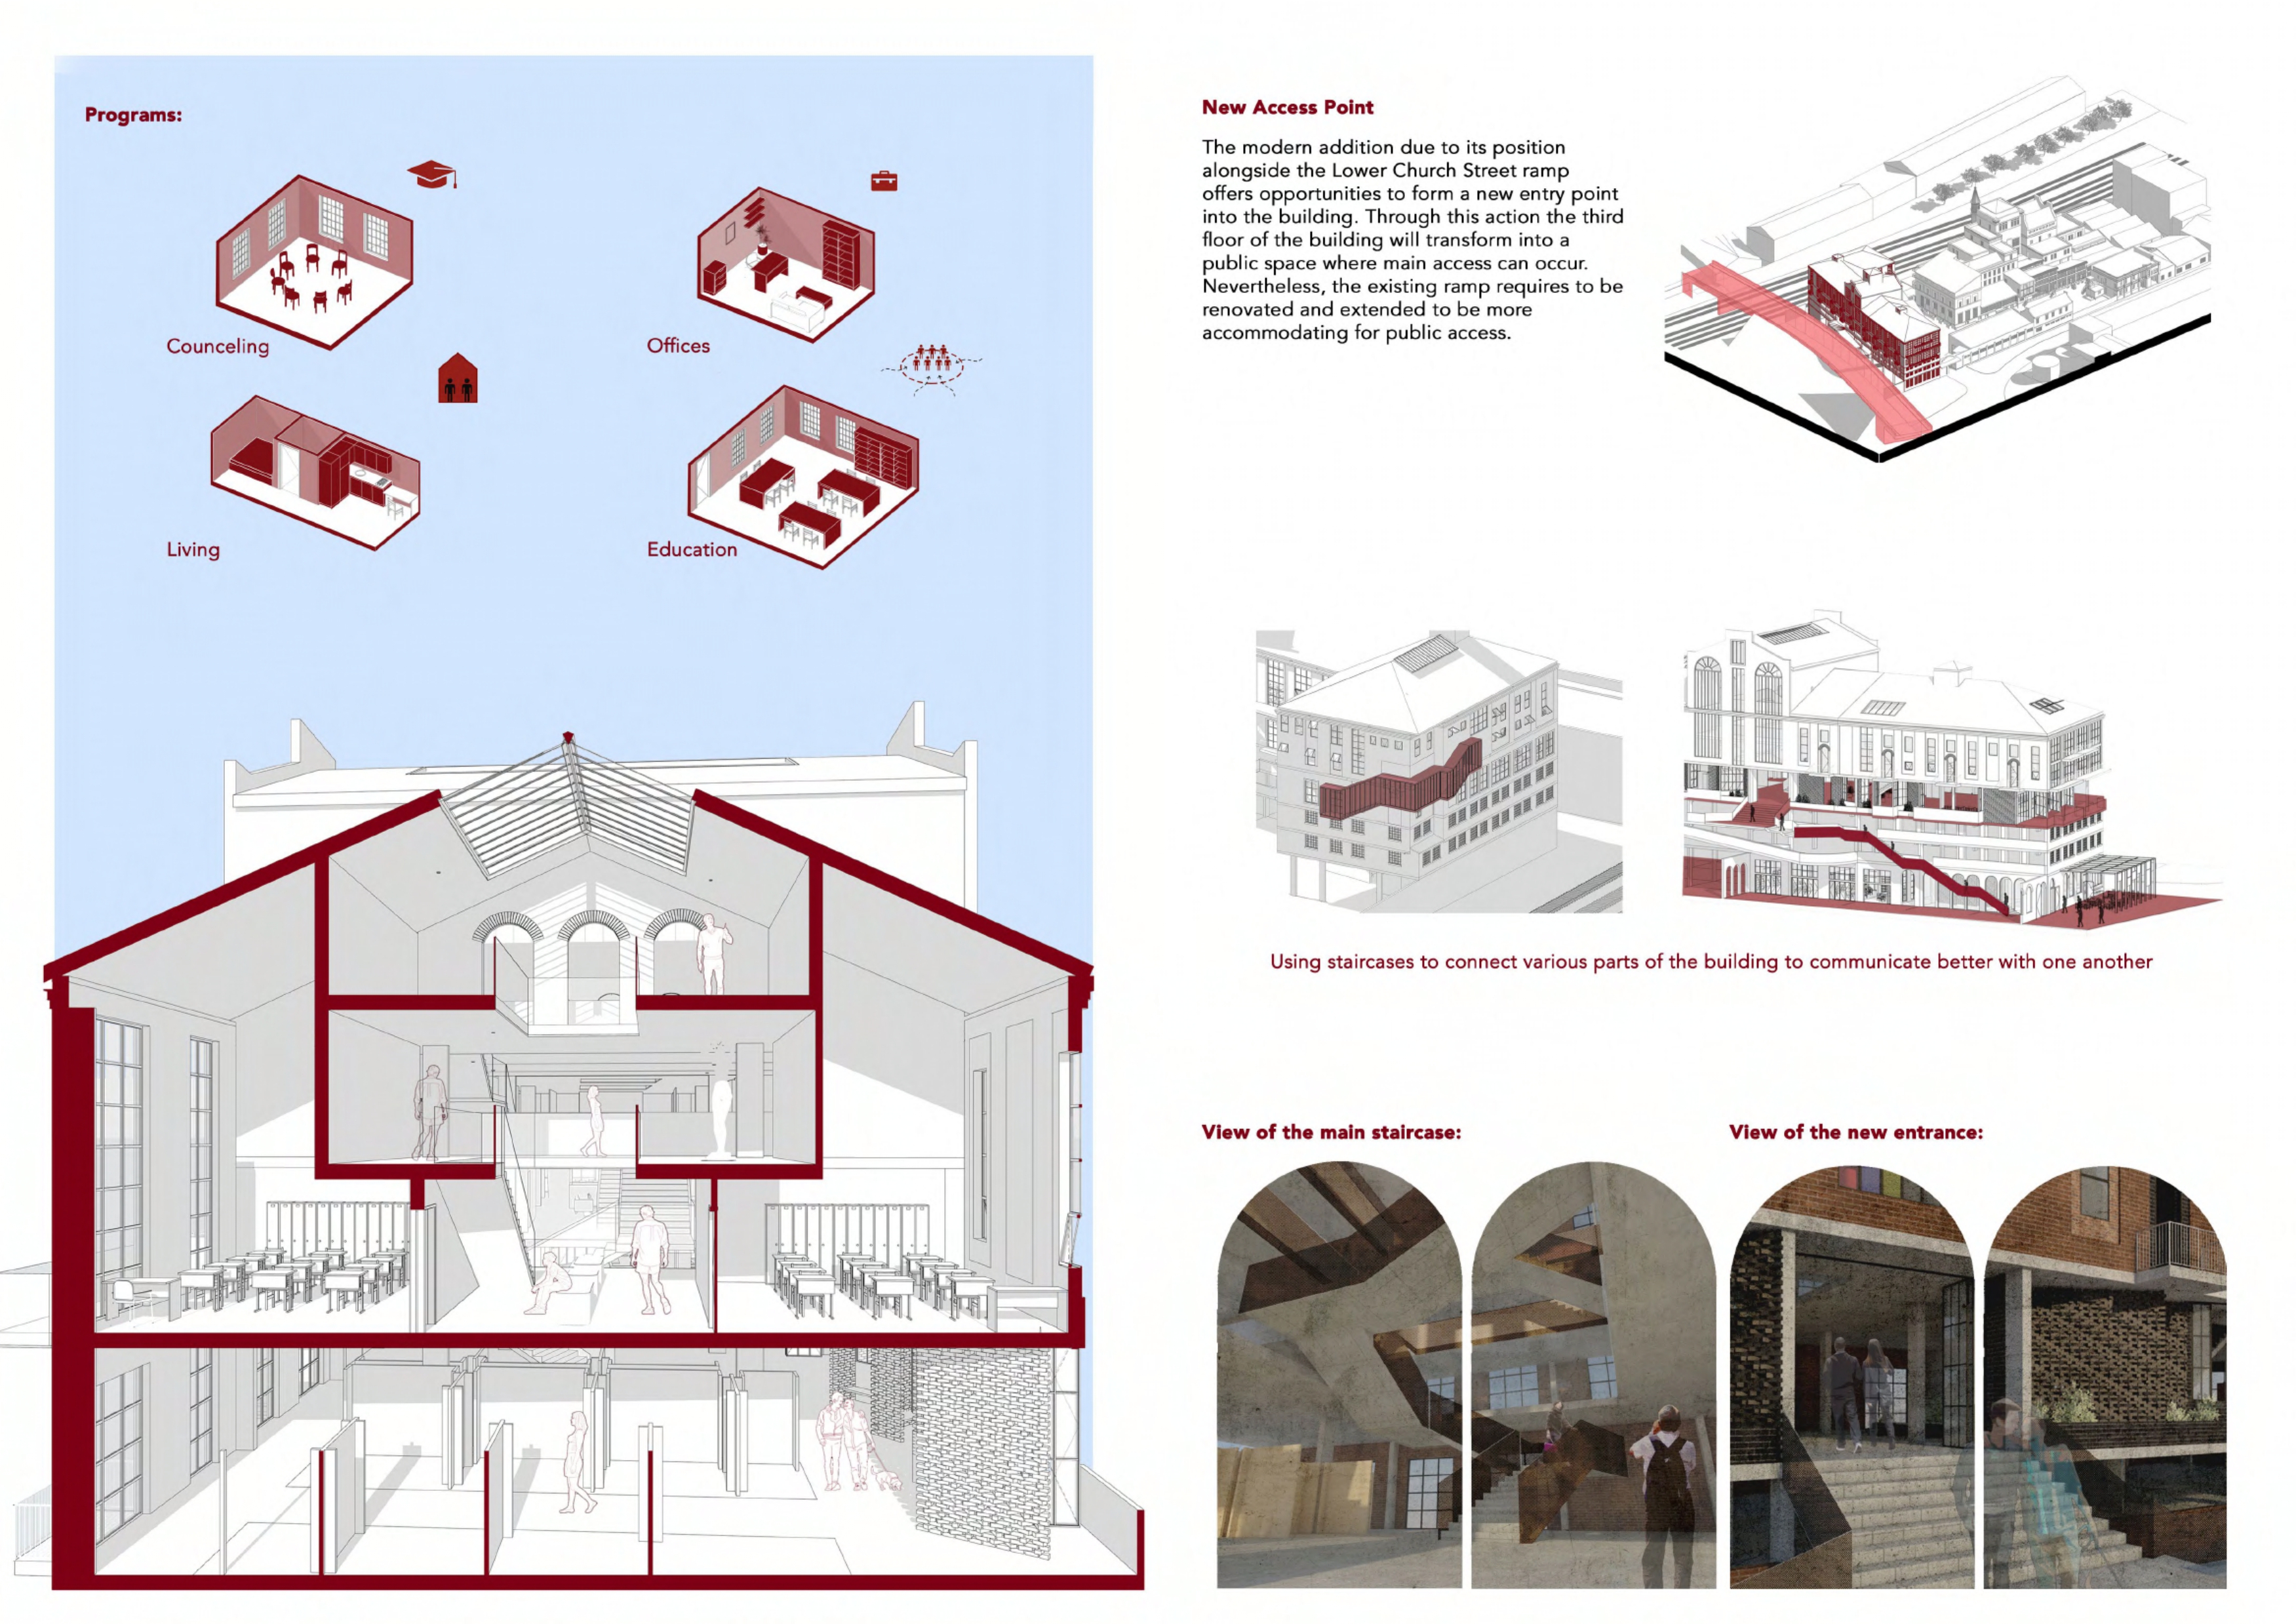 Programs:
Counceling
Offices
Living
Education
New Access Point
The modern addition due to its position
alongside the Lower Church Street ramp
offers opportunities to form a new entry point
into the building. Through this action the third
floor of the building will transform into a
public space where main access can occur.
Nevertheless, the existing ramp requires to be
renovated and extended to be more
accommodating for public access.
Using staircases to connect various parts of the building to communicate better with one another
View of the main staircase:
View of the new entrance: